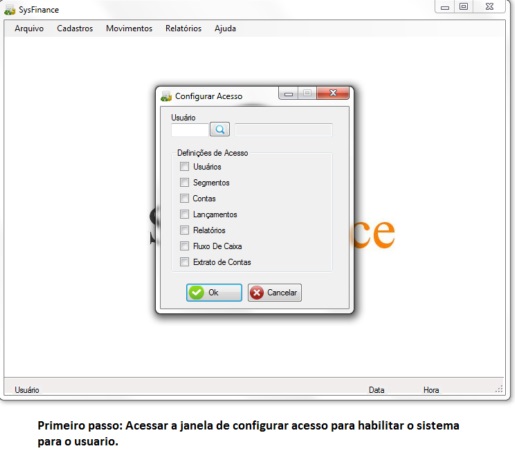 SysFinance
Arquivo Cadastros Movimentos Relatórios Ajuda
Configurar Acesso
Usuário
Definições de Acesso
Usuários
Segmentos
Contas
Lançamentos
Relatórios
Fluxo De Caixa
Extrato de Contas
S
ce
Ok Cancelar
Usuário Data Hora
Primeiro passo: Acessar a janela de configurar acesso para habilitar o sistema
para o usuario.